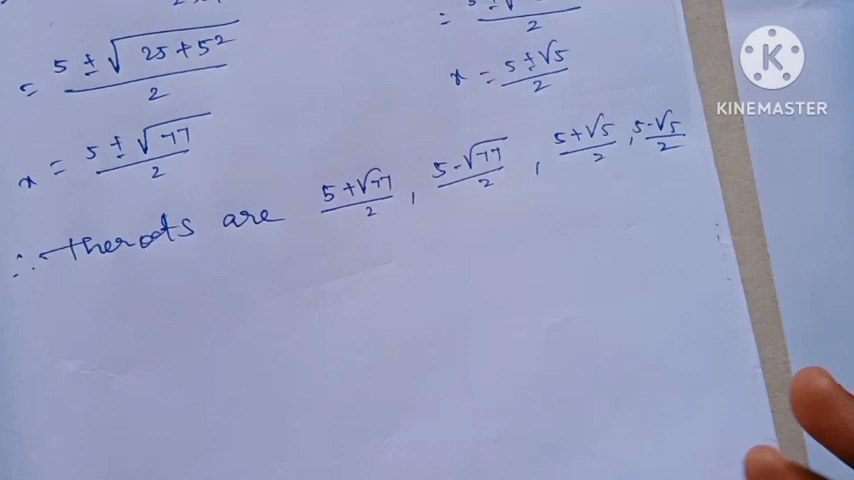 = 5 ± √25 + 5² / 2
x = 5 ± √77 / 2
x = 5 ± √5 / 2
∴ the roots are 5 + √77 / 2 , 5 - √77 / 2 , 5 + √5 / 2 , 5 - √5 / 2
K
KINEMASTER